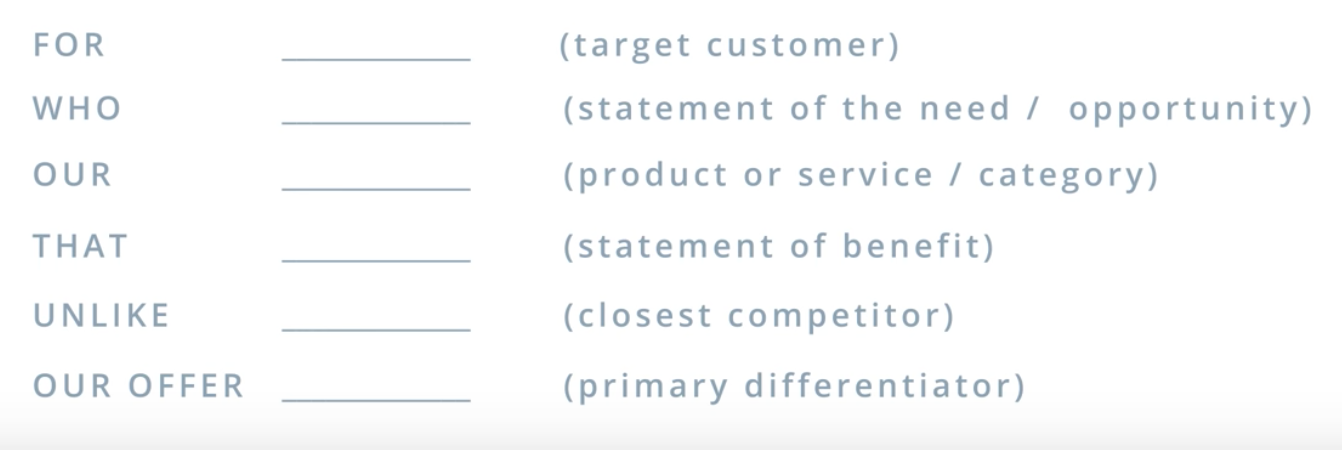 FOR __________ (target customer)
WHO __________ (statement of the need / opportunity)
OUR __________ (product or service / category)
THAT __________ (statement of benefit)
UNLIKE __________ (closest competitor)
OUR OFFER __________ (primary differentiator)